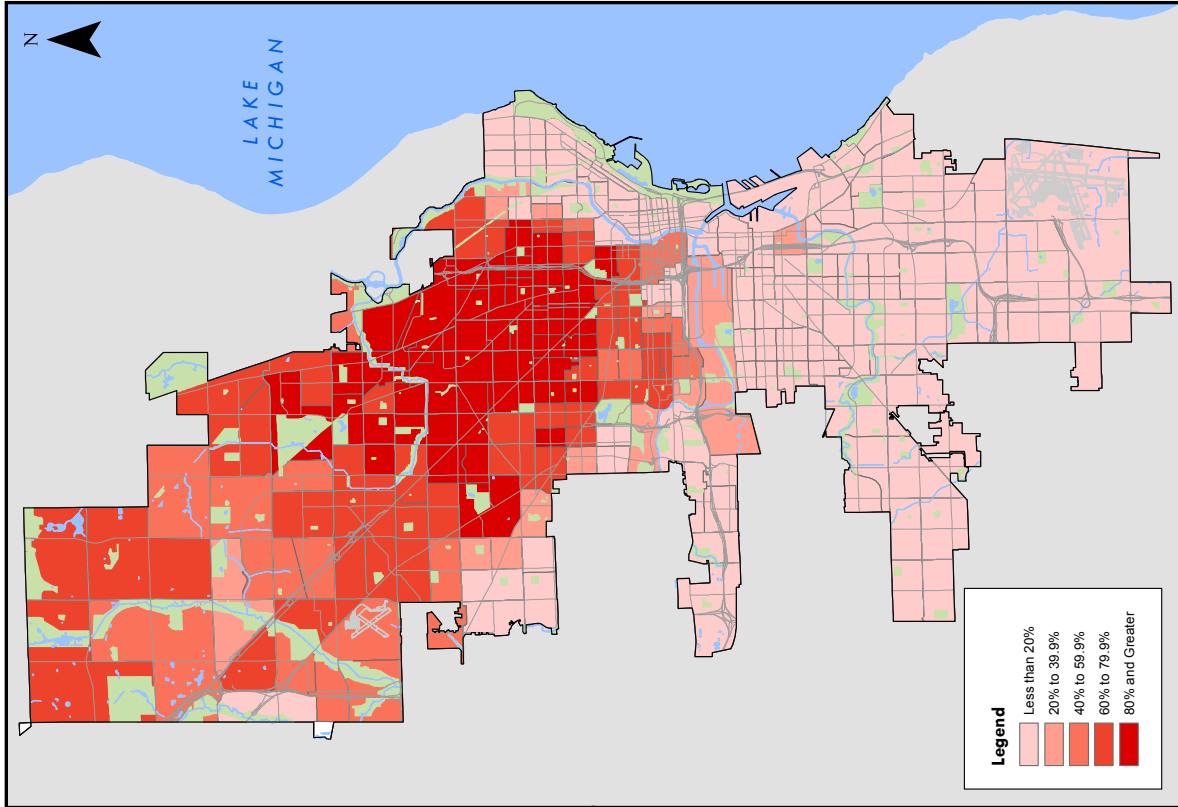 N
LAKE
MICHIGAN
Legend
Less than 20%
20% to 39.9%
40% to 59.9%
60% to 79.9%
80% and Greater